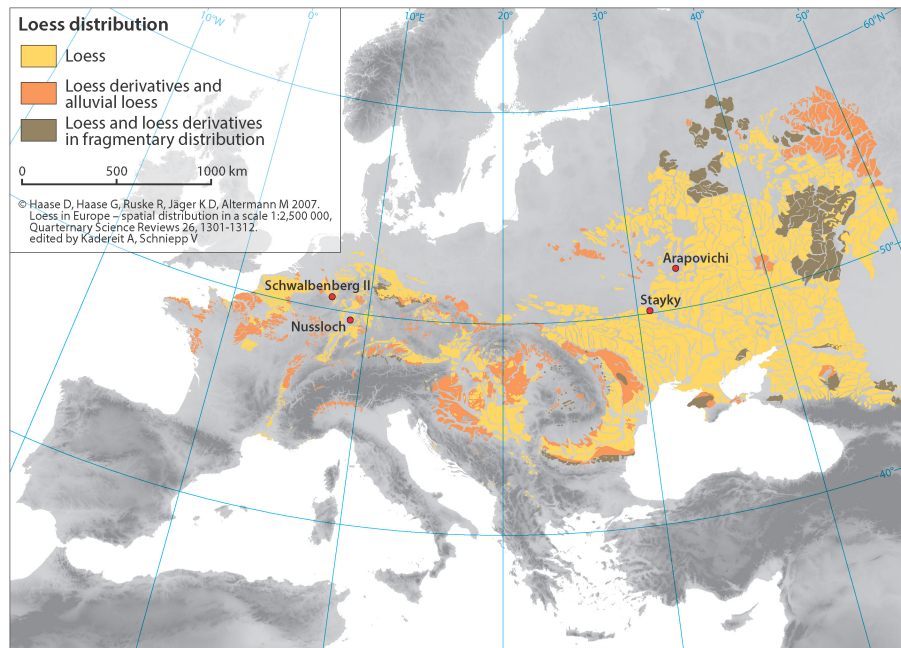 Loess distribution
Loess
Loess derivatives and
alluvial loess
Loess and loess derivatives
in fragmentary distribution
0 500 1000 km
© Haase D, Haase G, Ruske R, Jäger K D, Altermann M 2007.
Loess in Europe – spatial distribution in a scale 1:2,500 000,
Quarternary Science Reviews 26, 1301-1312.
edited by Kadereit A, Schniepp V
10°W
0°
10°E
20°
30°
40°
50°
60°N
50°
Arapovichi
Schwalbenberg II
Stayky
Nussloch
40°